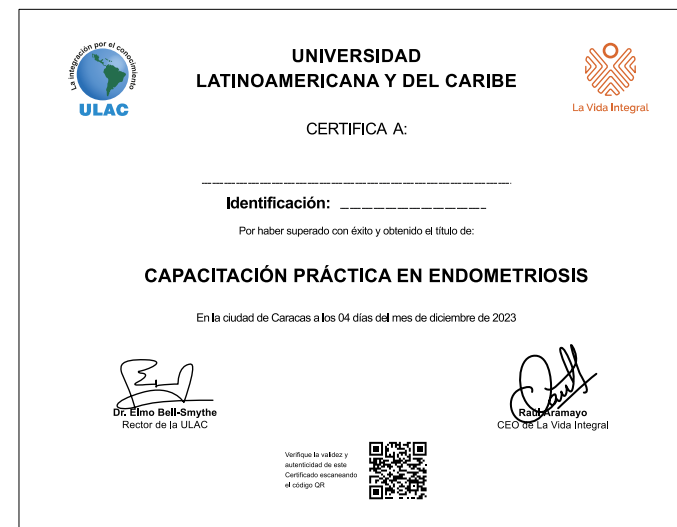 La integración por el conocimiento
ULAC
UNIVERSIDAD
LATINOAMERICANA Y DEL CARIBE
La Vida Integral
CERTIFICA A:
Identificación:
Por haber superado con éxito y obtenido el título de:
CAPACITACIÓN PRÁCTICA EN ENDOMETRIOSIS
En la ciudad de Caracas a los 04 días del mes de diciembre de 2023
Dr. Elmo Bell-Smythe
Rector de la ULAC
Raúl Aramayo
CEO de La Vida Integral
Verifique la validez y
autenticidad de este
Certificado escaneando
el código QR